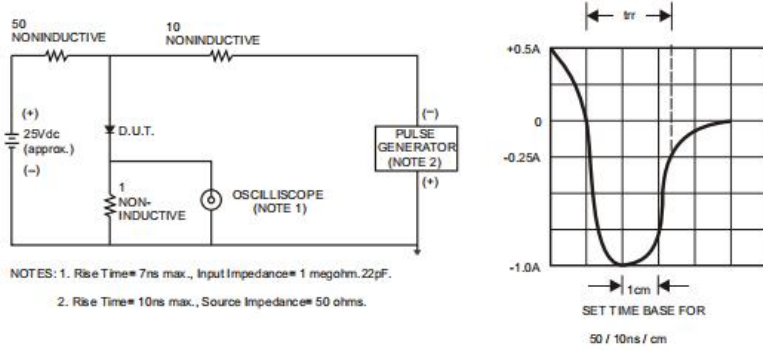 50
NONINDUCTIVE
10
NONINDUCTIVE
(+)
25Vdc
(approx.)
(–)
D.U.T.
1
NON-
INDUCTIVE
OSCILLISCOPE
(NOTE 1)
(–)
PULSE
GENERATOR
(NOTE 2)
(+)
NOTES: 1. Rise Time= 7ns max., Input Impedance= 1 megohm.22pF.
2. Rise Time= 10ns max., Source Impedance= 50 ohms.
trr
+0.5A
0
-0.25A
-1.0A
1cm
SET TIME BASE FOR
50 / 10ns / cm